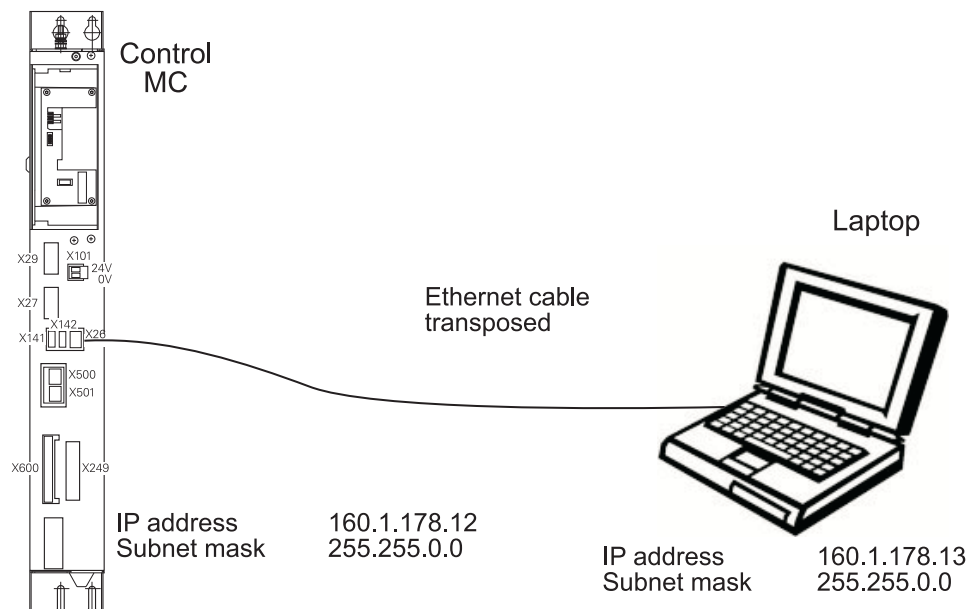 Control
MC
Laptop
X29
X101
24V
0V
Ethernet cable
transposed
X27
X142
X141
X26
X500
X501
X600
X249
IP address 160.1.178.12
Subnet mask 255.255.0.0
IP address 160.1.178.13
Subnet mask 255.255.0.0